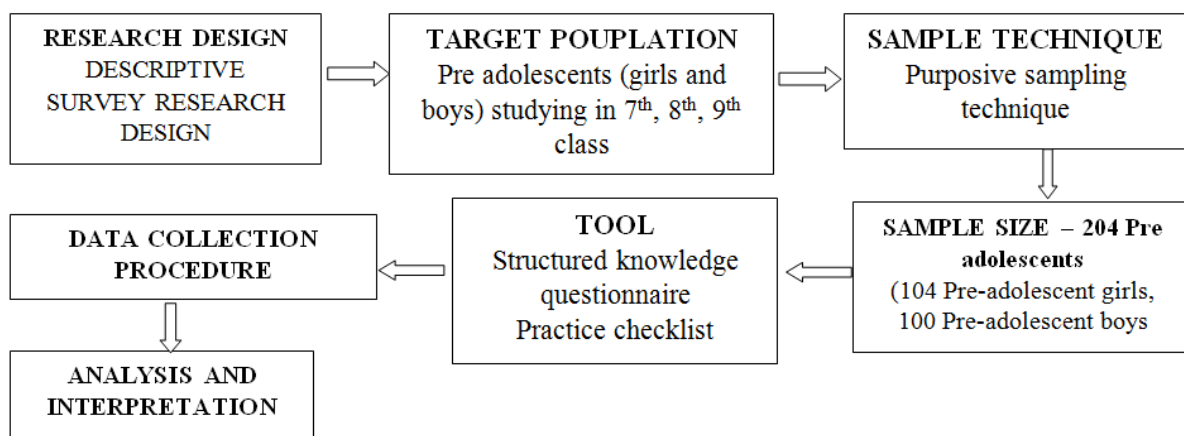 RESEARCH DESIGN
DESCRIPTIVE
SURVEY RESEARCH
DESIGN
TARGET POUPLATION
Pre adolescents (girls and
boys) studying in 7th, 8th, 9th
class
SAMPLE TECHNIQUE
Purposive sampling
technique
SAMPLE SIZE – 204 Pre
adolescents
(104 Pre-adolescent girls,
100 Pre-adolescent boys
TOOL
Structured knowledge
questionnaire
Practice checklist
DATA COLLECTION
PROCEDURE
ANALYSIS AND
INTERPRETATION